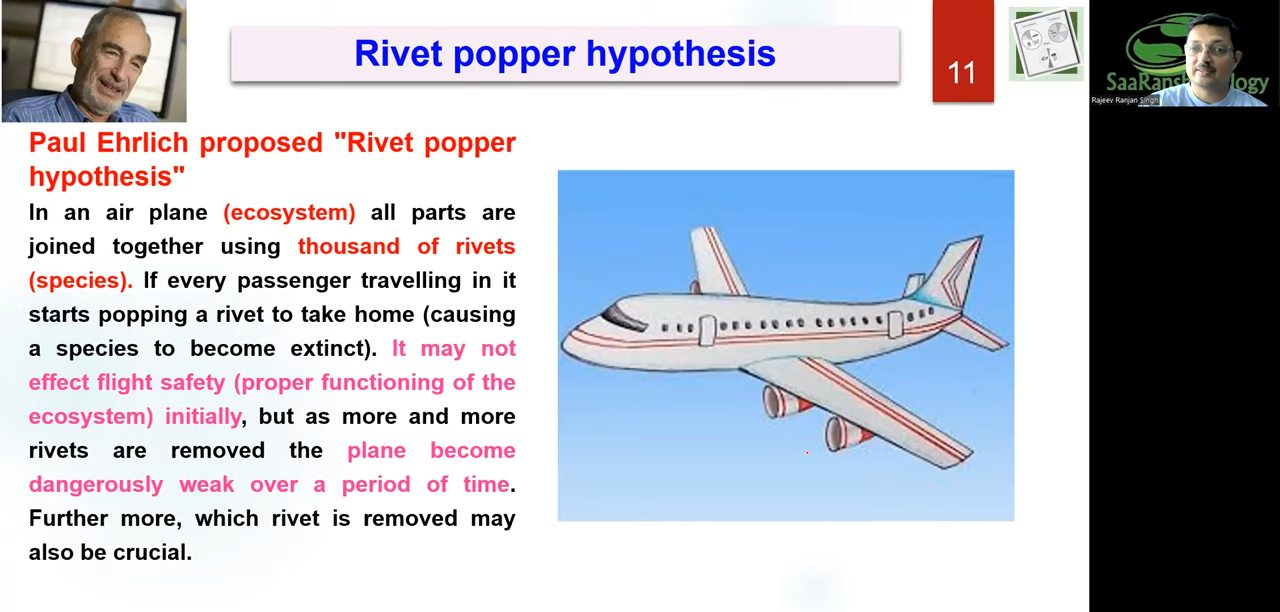 Rivet popper hypothesis
11
Rajeev Ranjan Singh
Paul Ehrlich proposed "Rivet popper
hypothesis"
In an air plane (ecosystem) all parts are
joined together using thousand of rivets
(species). If every passenger travelling in it
starts popping a rivet to take home (causing
a species to become extinct). It may not
effect flight safety (proper functioning of the
ecosystem) initially, but as more and more
rivets are removed the plane become
dangerously weak over a period of time.
Further more, which rivet is removed may
also be crucial.